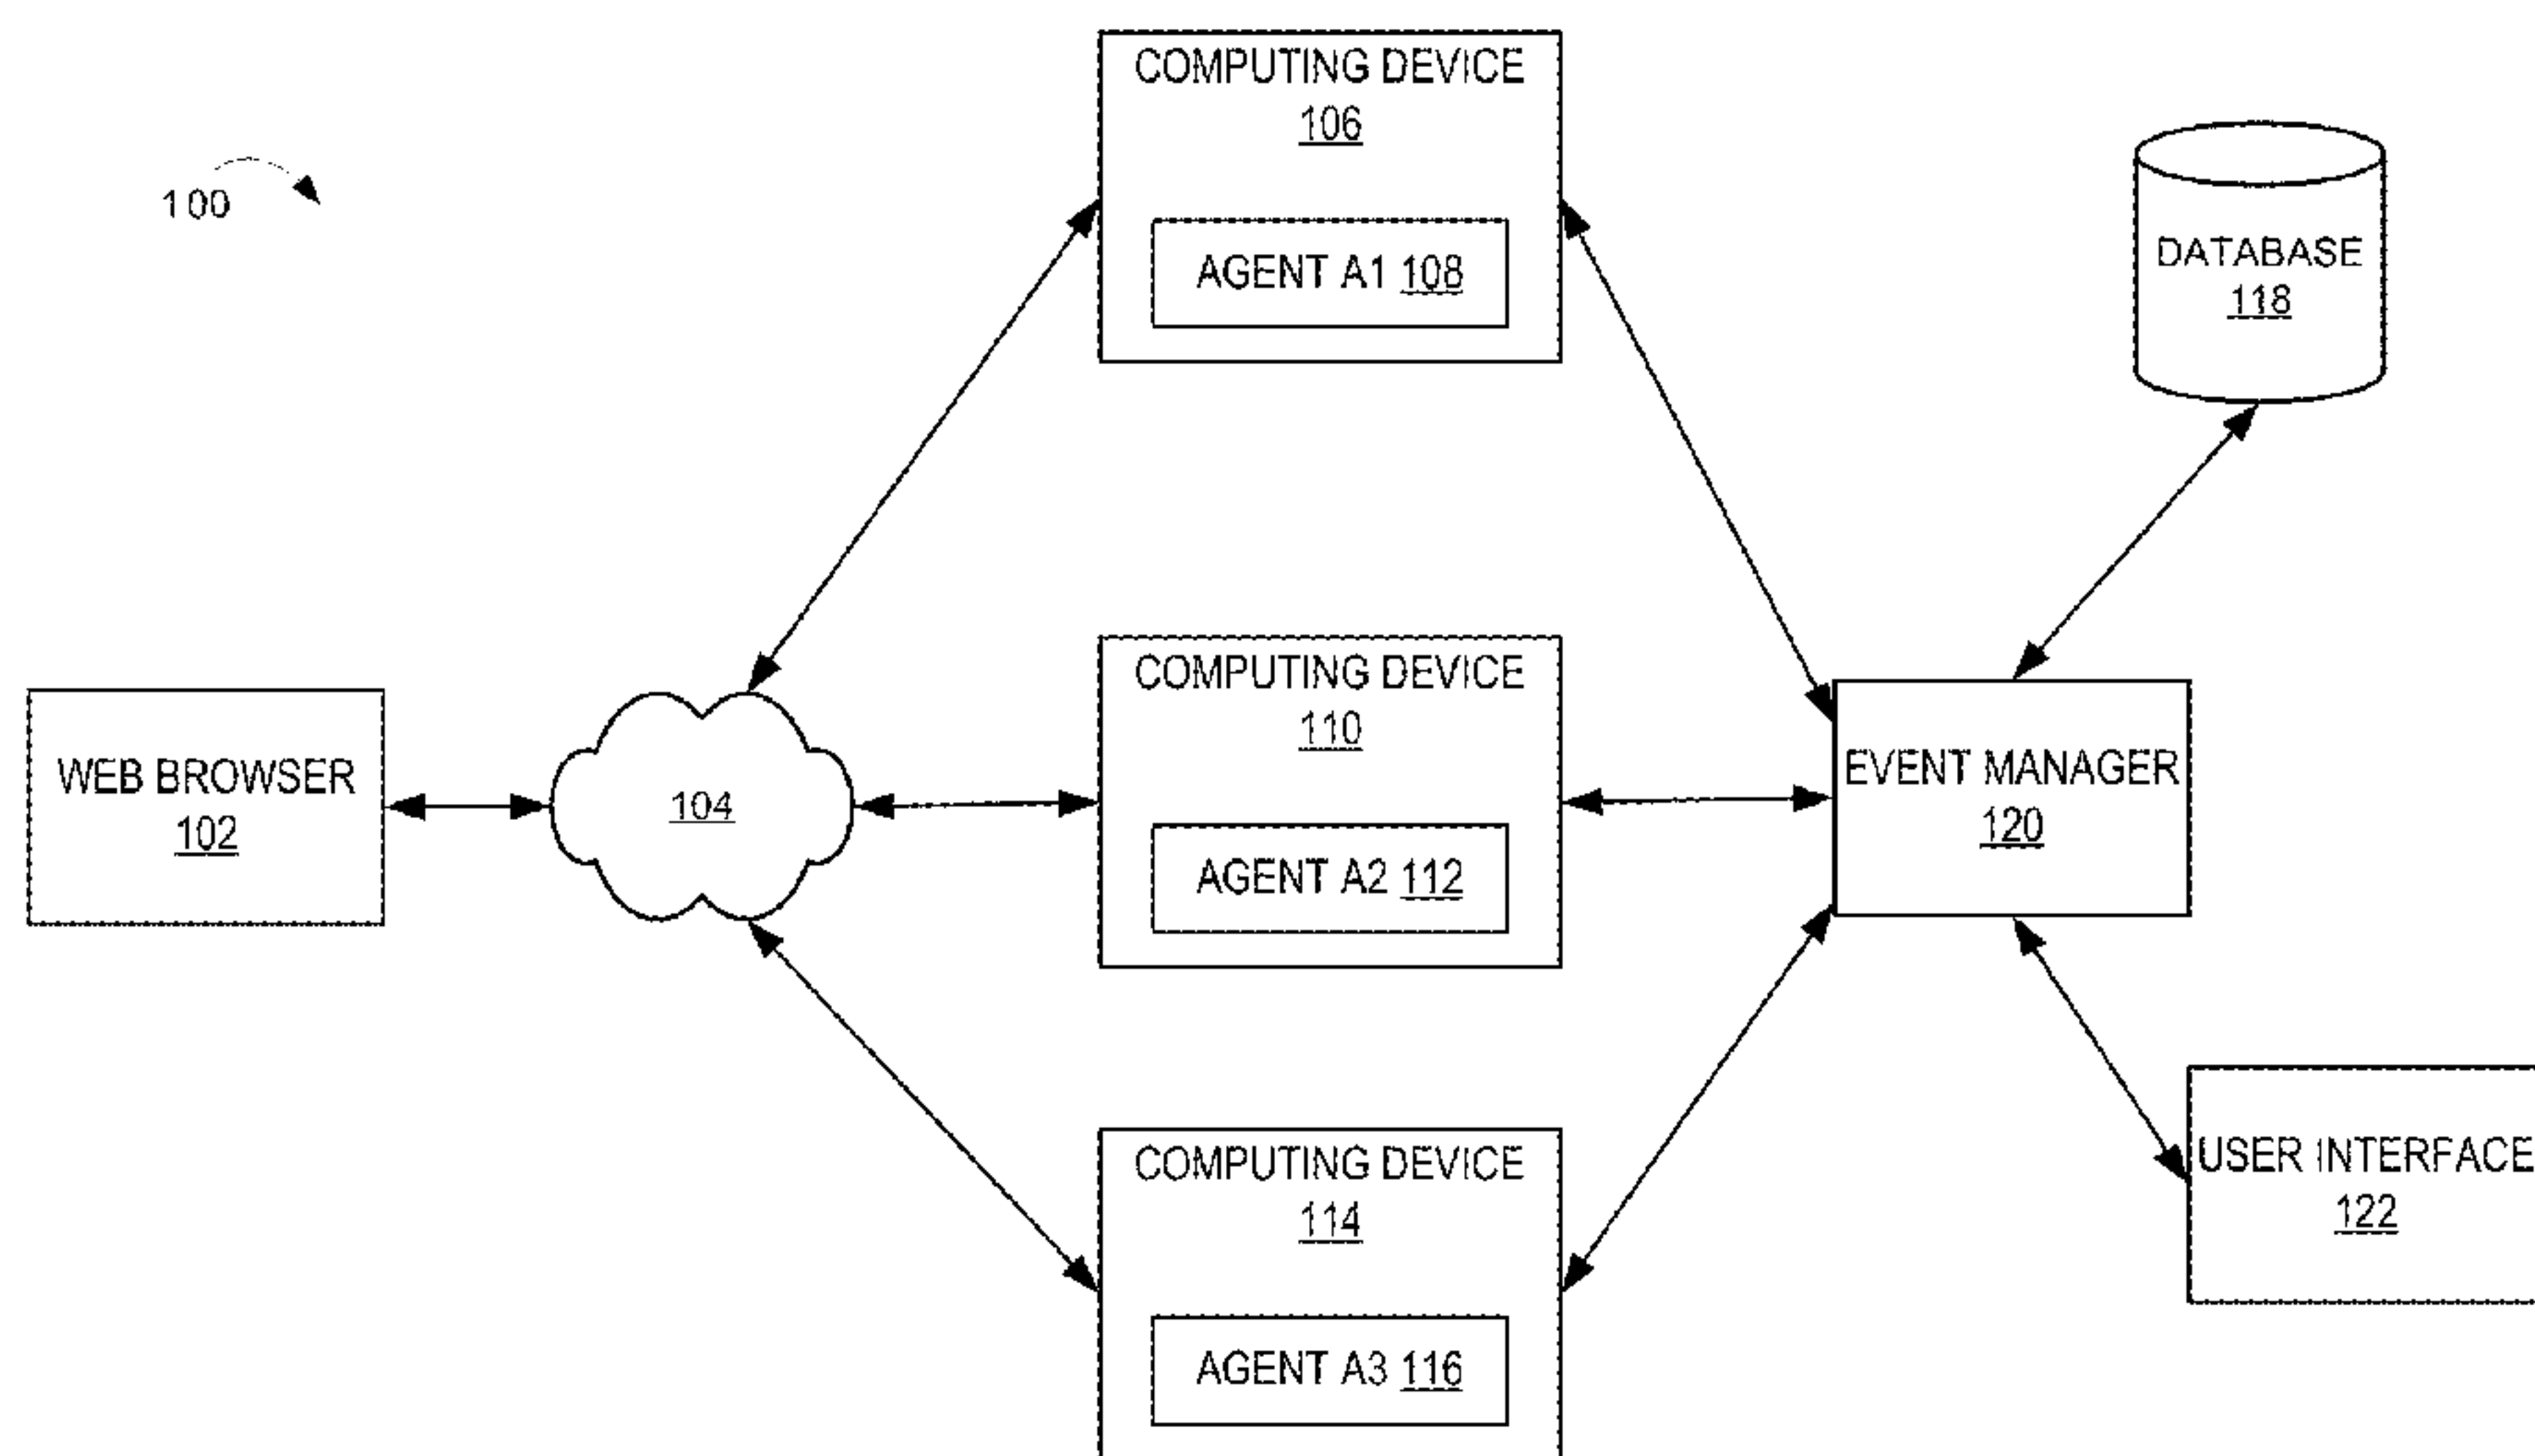 COMPUTING DEVICE
106
AGENT A1 108
100
DATABASE
118
COMPUTING DEVICE
110
AGENT A2 112
WEB BROWSER
102
104
EVENT MANAGER
120
COMPUTING DEVICE
114
AGENT A3 116
USER INTERFACE
122